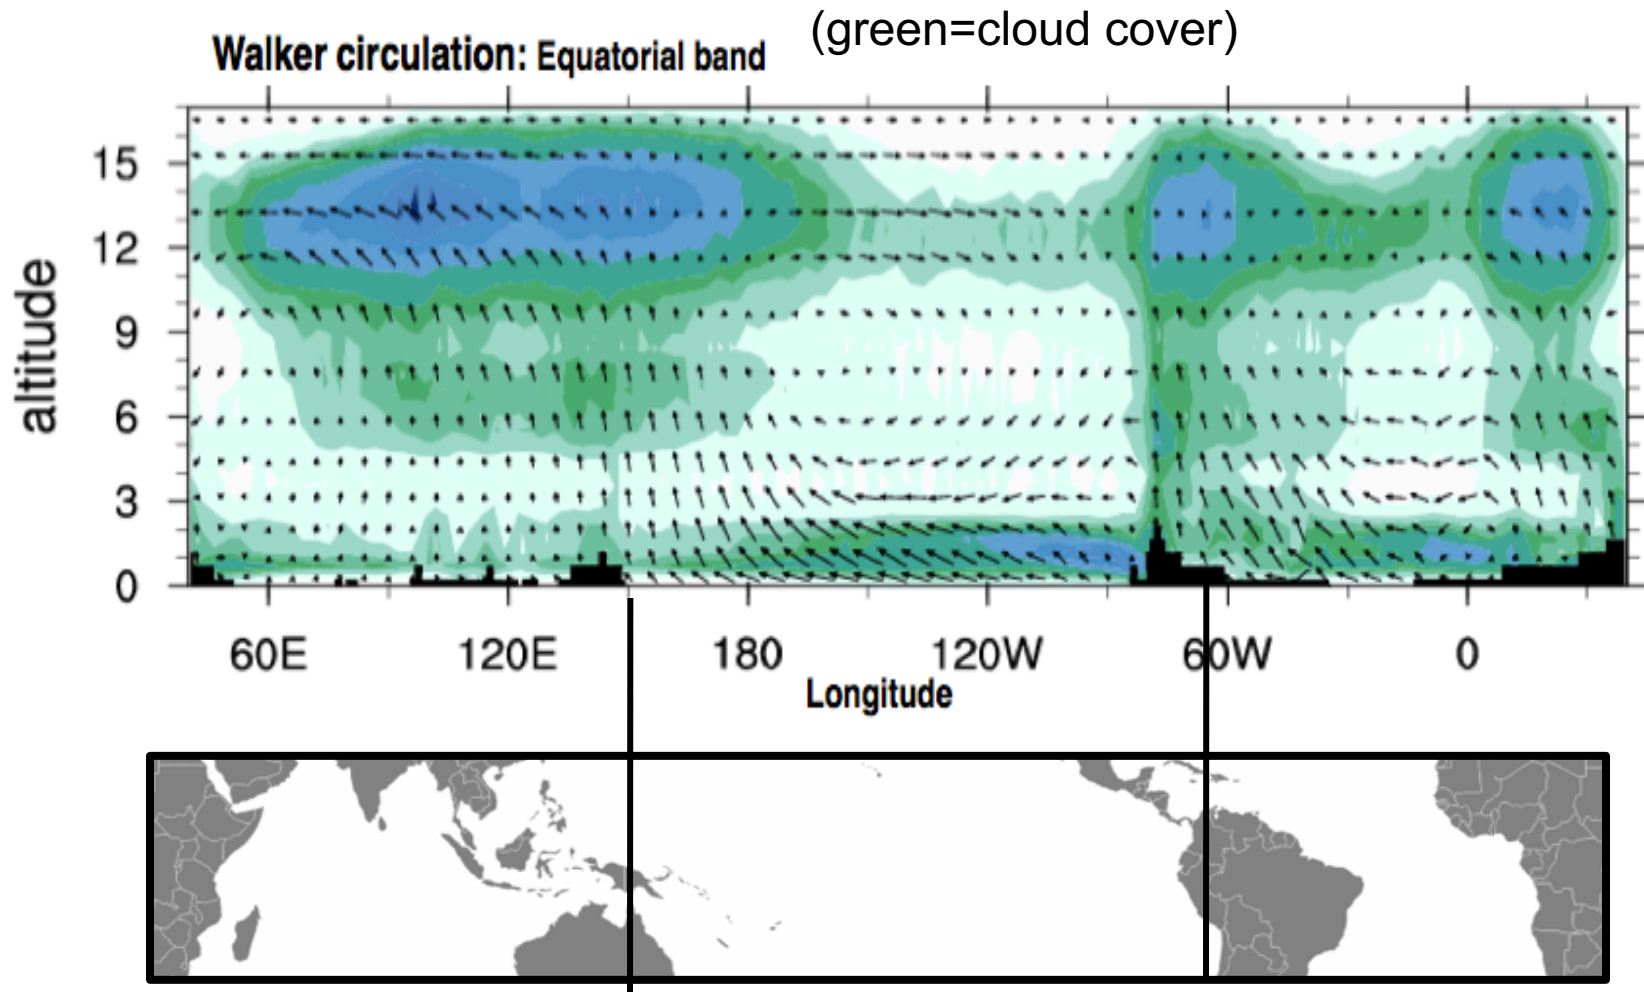 (green=cloud cover)
Walker circulation: Equatorial band
altitude
15
12
9
6
3
0
60E 120E 180 120W 60W 0
Longitude